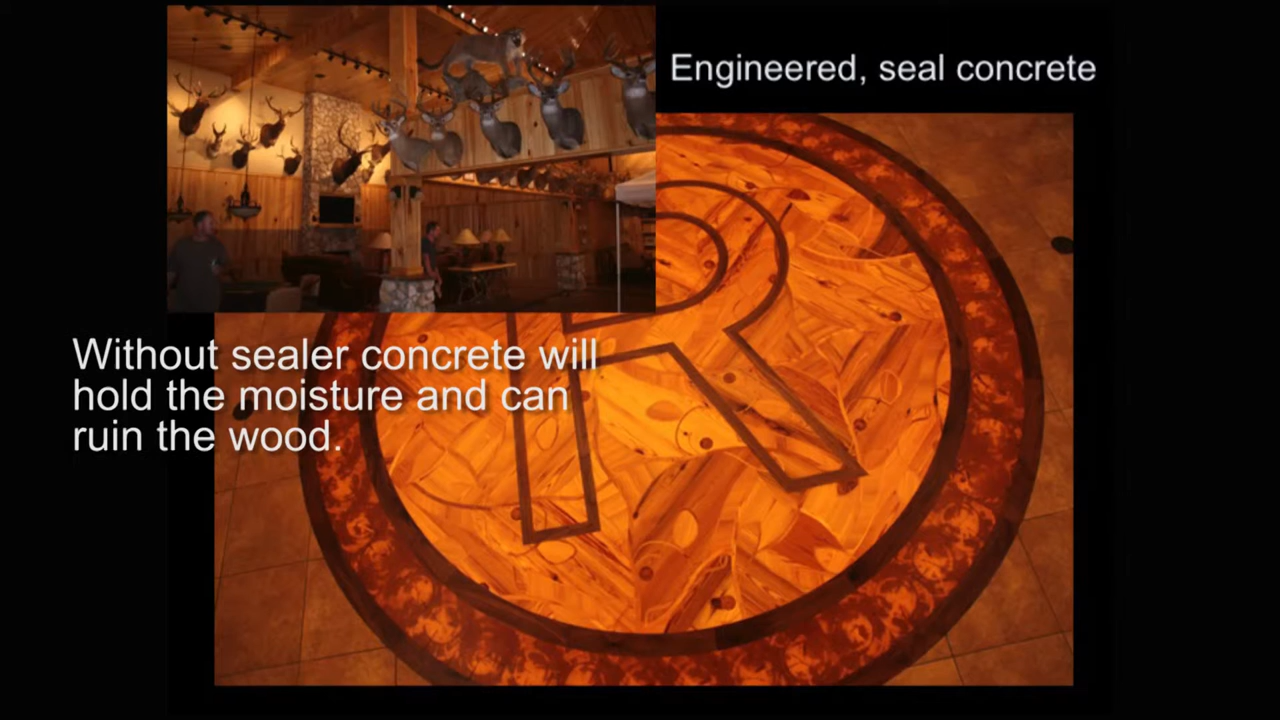 Engineered, seal concrete
Without sealer concrete will
hold the moisture and can
ruin the wood.
R